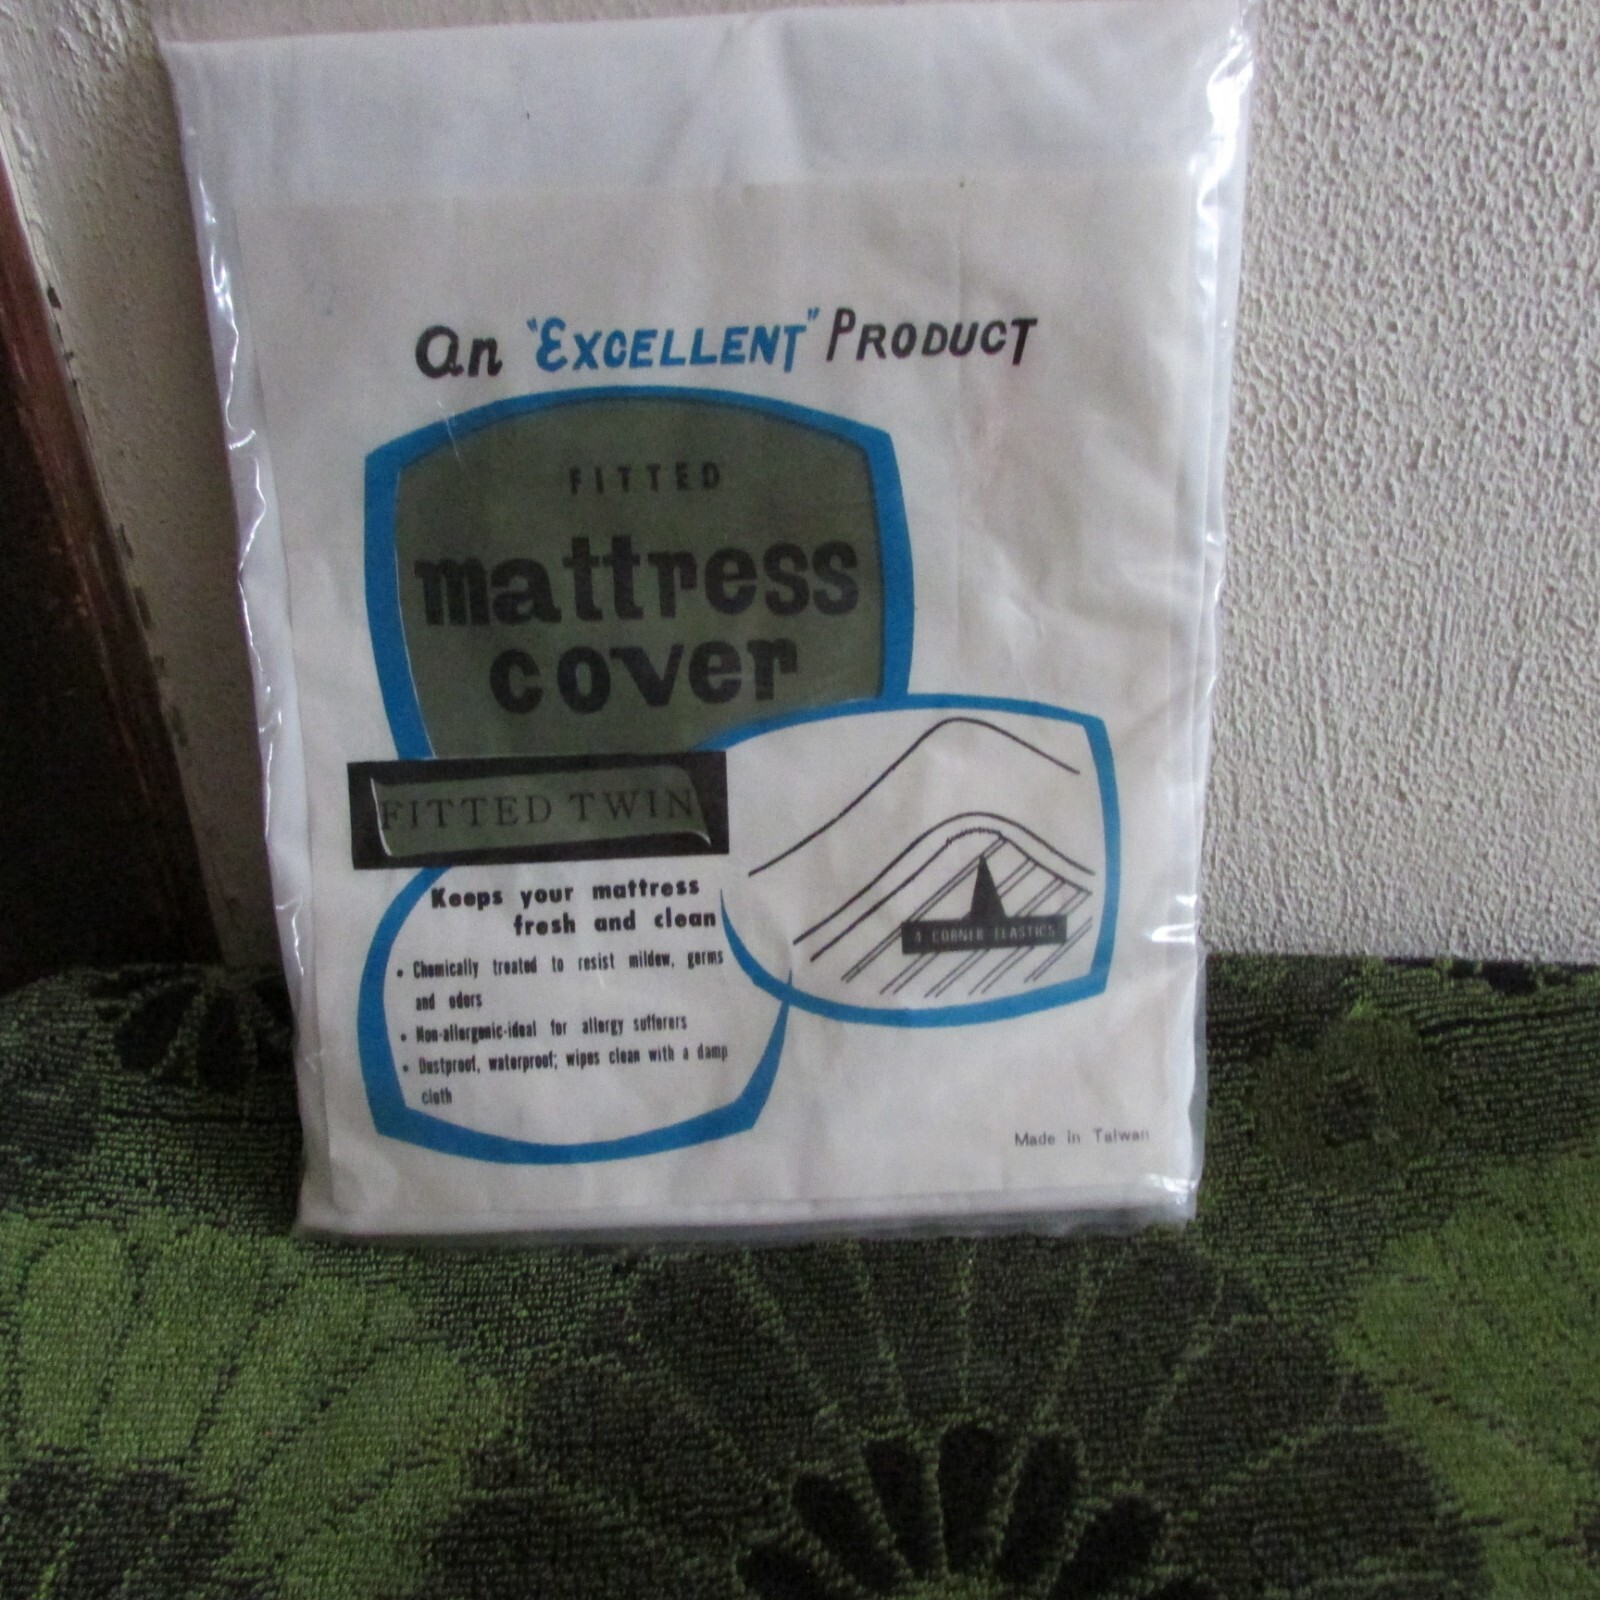 An "EXCELLENT" PRODUCT
FITTED
mattress
cover
FITTED TWIN
Keeps your mattress
fresh and clean
• Chemically treated to resist mildew, germs
and odors
• Non-allergenic-ideal for allergy sufferers
• Dustproof, waterproof; wipes clean with a damp
cloth
4 CORNER ELASTICS
Made in Taiwan